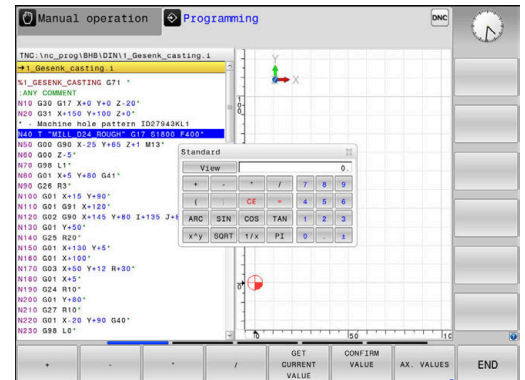 Manual operation
Programming
DNC
TNC:\nc_prog\BHB\DIN\1_Gesenk_casting.i
→1_Gesenk_casting.i
%1_GESENK_CASTING G71 *
;ANY COMMENT
N10 G30 G17 X+0 Y+0 Z-20*
N20 G31 X+150 Y+100 Z+0*
* - Machine hole pattern ID27943KL1
N40 T "MILL_D24_ROUGH" G17 S1800 F400*
N50 G00 G90 X-25 Y+65 Z+1 M13*
N60 G00 Z-5*
N70 G98 L1*
N80 G01 X+5 Y+80 G41*
N90 G26 R3*
N100 G01 X+15 Y+90*
N110 G01 G91 X+120*
N120 G02 G90 X+145 Y+80 I+135
N130 G01 Y+50*
N140 G25 R20*
N150 G01 X+130 Y+5*
N160 G01 X+100*
N170 G03 X+50 Y+12 R+30*
N180 G01 X+5*
N190 G24 R10*
N200 G01 Y+80*
N210 G27 R10*
N220 G01 X-20 Y+90 G40*
N230 G98 L0*
Y
X
Standard
View
0.
+ - * / 7 8 9
( ) CE = 4 5 6
ARC SIN COS TAN 1 2 3
x^y SQRT 1/x PI 0 . ±
+
-
*
/
GET
CURRENT
VALUE
CONFIRM
VALUE
AX. VALUES
END